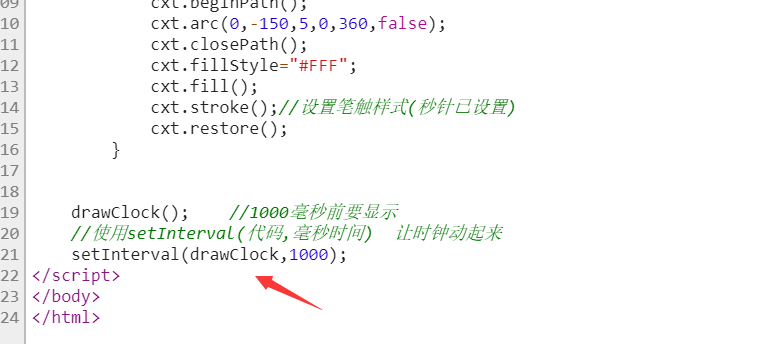 09 cxt.beginPath();
10 cxt.arc(0,-150,5,0,360,false);
11 cxt.closePath();
12 cxt.fillStyle="#FFF";
13 cxt.fill();
14 cxt.stroke();//设置笔触样式(秒针已设置)
15 cxt.restore();
16 }
17
18
19 drawClock(); //1000毫秒前要显示
20 //使用setInterval(代码,毫秒时间) 让时钟动起来
21 setInterval(drawClock,1000);
22 </script>
23 </body>
24 </html>